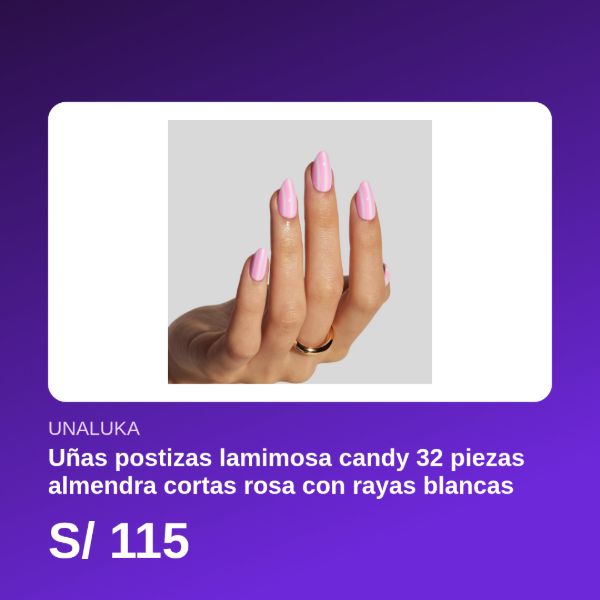 UNALUKA
Uñas postizas lamimosa candy 32 piezas
almendra cortas rosa con rayas blancas
S/ 115